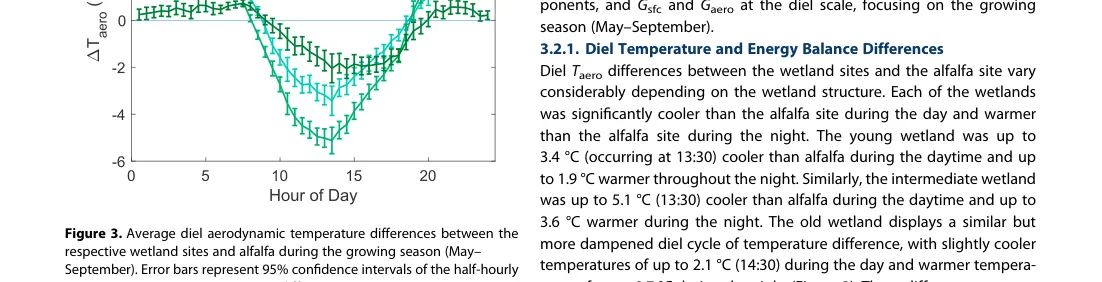 ΔT aero (
0
-2
-4
-6
0 5 10 15 20
Hour of Day
Figure 3. Average diel aerodynamic temperature differences between the
respective wetland sites and alfalfa during the growing season (May–
September). Error bars represent 95% confidence intervals of the half-hourly
ponents, and Gsfc and Gaero at the diel scale, focusing on the growing
season (May–September).
3.2.1. Diel Temperature and Energy Balance Differences
Diel Taero differences between the wetland sites and the alfalfa site vary
considerably depending on the wetland structure. Each of the wetlands
was significantly cooler than the alfalfa site during the day and warmer
than the alfalfa site during the night. The young wetland was up to
3.4 °C (occurring at 13:30) cooler than alfalfa during the daytime and up
to 1.9 °C warmer throughout the night. Similarly, the intermediate wetland
was up to 5.1 °C (13:30) cooler than alfalfa during the daytime and up to
3.6 °C warmer during the night. The old wetland displays a similar but
more dampened diel cycle of temperature difference, with slightly cooler
temperatures of up to 2.1 °C (14:30) during the day and warmer tempera-